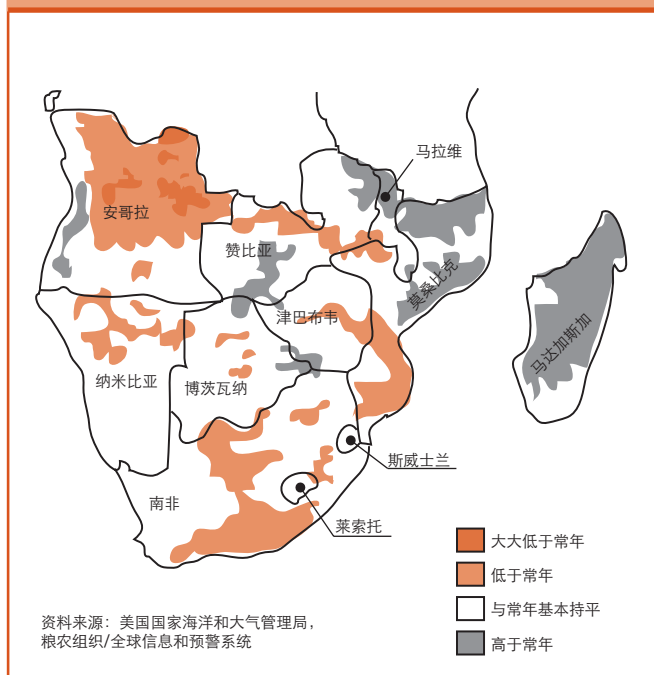 马拉维
安哥拉
赞比亚
莫桑比克
津巴布韦
马达加斯加
纳米比亚
博茨瓦纳
斯威士兰
南非
莱索托
大大低于常年
低于常年
与常年基本持平
高于常年
资料来源：美国国家海洋和大气管理局，
粮农组织/全球信息和预警系统